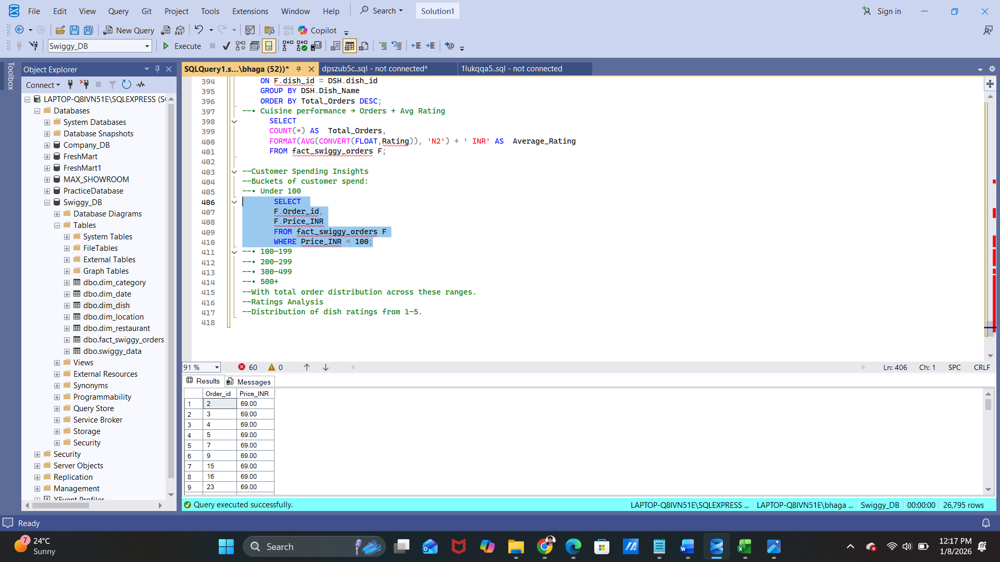 File Edit View Query Git Project Tools Extensions Window Help Search Solution1 Sign in
New Query DAX Copilot
Swiggy_DB Execute
Toolbox
Object Explorer
Connect
LAPTOP-Q8IVN51E\SQLEXPRESS (S
Databases
System Databases
Database Snapshots
Company_DB
FreshMart
FreshMart1
MAX_SHOWROOM
PracticeDatabase
Swiggy_DB
Database Diagrams
Tables
System Tables
FileTables
External Tables
Graph Tables
dbo.dim_category
dbo.dim_date
dbo.dim_dish
dbo.dim_location
dbo.dim_restaurant
dbo.fact_swiggy_orders
dbo.swiggy_data
Views
External Resources
Synonyms
Programmability
Query Store
Service Broker
Storage
Security
Security
Server Objects
Replication
Management
XEvent Profiler
SQLQuery1.s...\bhaga (52))* dpszub5c..sql - not connected* 1lukqqa5..sql - not connected
394 ON F.dish_id = DSH.dish_id
395 GROUP BY DSH.Dish_Name
396 ORDER BY Total_Orders DESC;
397 --• Cuisine performance → Orders + Avg Rating
398 SELECT
399 COUNT(*) AS Total_Orders,
400 FORMAT(AVG(CONVERT(FLOAT,Rating)), 'N2') + ' INR' AS Average_Rating
401 FROM fact_swiggy_orders F;
402
403 --Customer Spending Insights
404 --Buckets of customer spend:
405 --• Under 100
406 SELECT
407 F.Order_id,
408 F.Price_INR
409 FROM fact_swiggy_orders F
410 WHERE Price_INR < 100;
411 --• 100–199
412 --• 200–299
413 --• 300–499
414 --• 500+
415 --With total order distribution across these ranges.
416 --Ratings Analysis
417 --Distribution of dish ratings from 1–5.
418
91 % 60 0 Ln: 406 Ch: 1 SPC CRLF
Results Messages
Order_id Price_INR
1 2 69.00
2 3 69.00
3 4 69.00
4 5 69.00
5 7 69.00
6 9 69.00
7 15 69.00
8 16 69.00
9 23 69.00
Query executed successfully. LAPTOP-Q8IVN51E\SQLEXPRESS ... LAPTOP-Q8IVN51E\bhaga ... Swiggy_DB 00:00:00 26,795 rows
Ready
7 24°C
Sunny
Search
12:17 PM
1/8/2026